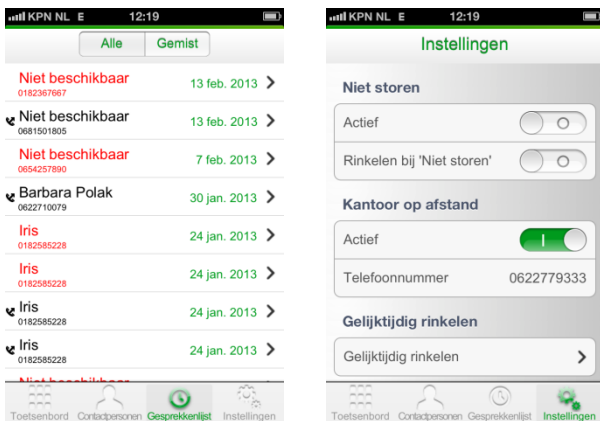 KPN NL E 12:19
Alle Gemist
Niet beschikbaar
0182367667
13 feb. 2013
Niet beschikbaar
0681501805
13 feb. 2013
Niet beschikbaar
0654257890
7 feb. 2013
Barbara Polak
0622710079
30 jan. 2013
Iris
0182585228
24 jan. 2013
Iris
0182585228
24 jan. 2013
Iris
0182585228
24 jan. 2013
Iris
0182585228
24 jan. 2013
Niet beschikbaar
Toetsenbord Contactpersonen Gesprekkenlijst Instellingen
KPN NL E 12:19
Instellingen
Niet storen
Actief
Rinkelen bij 'Niet storen'
Kantoor op afstand
Actief
Telefoonnummer 0622779333
Gelijktijdig rinkelen
Gelijktijdig rinkelen
Toetsenbord Contactpersonen Gesprekkenlijst Instellingen